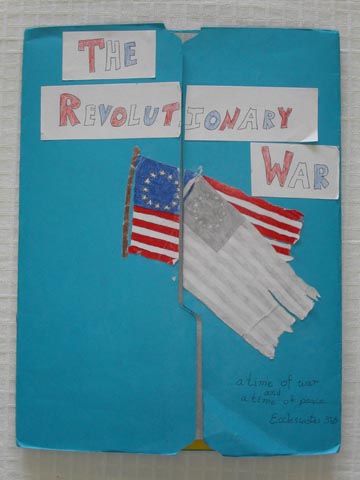 The
Revolutionary
War
a time of war
and
a time of peace
Ecclesiastes 3:8